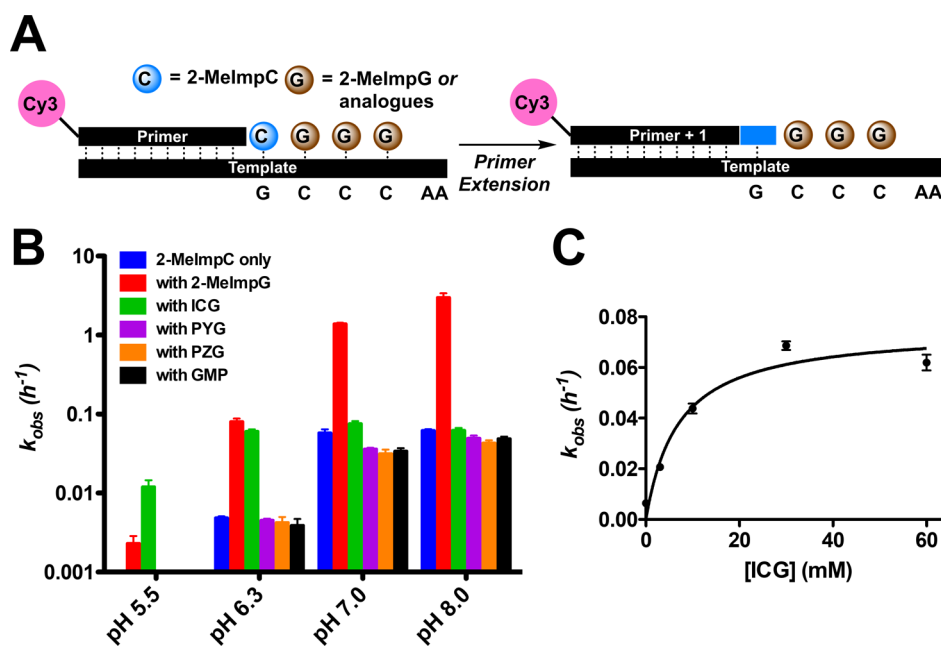 A
C = 2-MeImpC G = 2-MeImpG or
analogues
Cy3
Primer
C G G G
Template
G C C C AA
Primer
Extension
Cy3
Primer + 1
G G G
Template
G C C C AA
B
10
1
0.1
0.01
0.001
k_obs (h⁻¹)
2-MeImpC only
with 2-MeImpG
with ICG
with PYG
with PZG
with GMP
pH 5.5
pH 6.3
pH 7.0
pH 8.0
C
k_obs (h⁻¹)
0.08
0.06
0.04
0.02
0.00
0 20 40 60
[ICG] (mM)